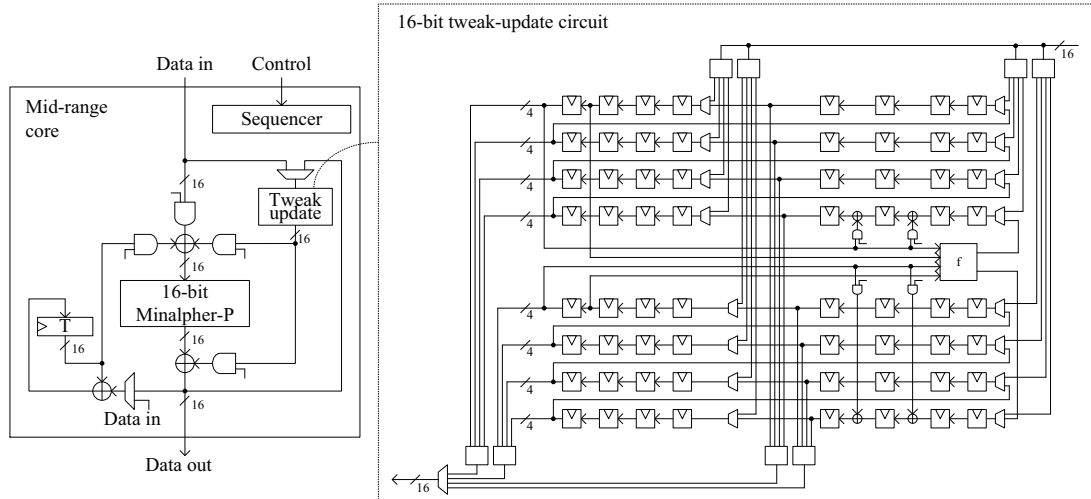 16-bit tweak-update circuit
16
Data in
Control
Mid-range
core
Sequencer
16
Tweak
update
16
16
16-bit
Minalpher-P
T
16
16
16
Data in
Data out
4
4
4
4
f
4
4
4
4
16